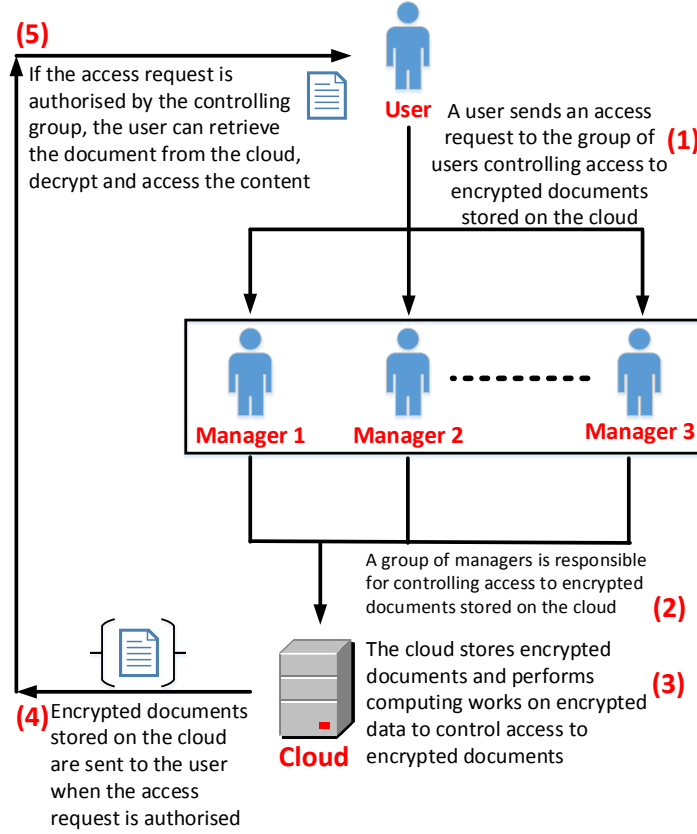 (5)
If the access request is
authorised by the controlling
group, the user can retrieve
the document from the cloud,
decrypt and access the content
User
A user sends an access
request to the group of
users controlling access to
encrypted documents
stored on the cloud
(1)
Manager 1
Manager 2
Manager 3
A group of managers is responsible
for controlling access to encrypted
documents stored on the cloud
(2)
The cloud stores encrypted
documents and performs
computing works on encrypted
data to control access to
encrypted documents
(3)
Cloud
(4)
Encrypted documents
stored on the cloud
are sent to the user
when the access
request is authorised